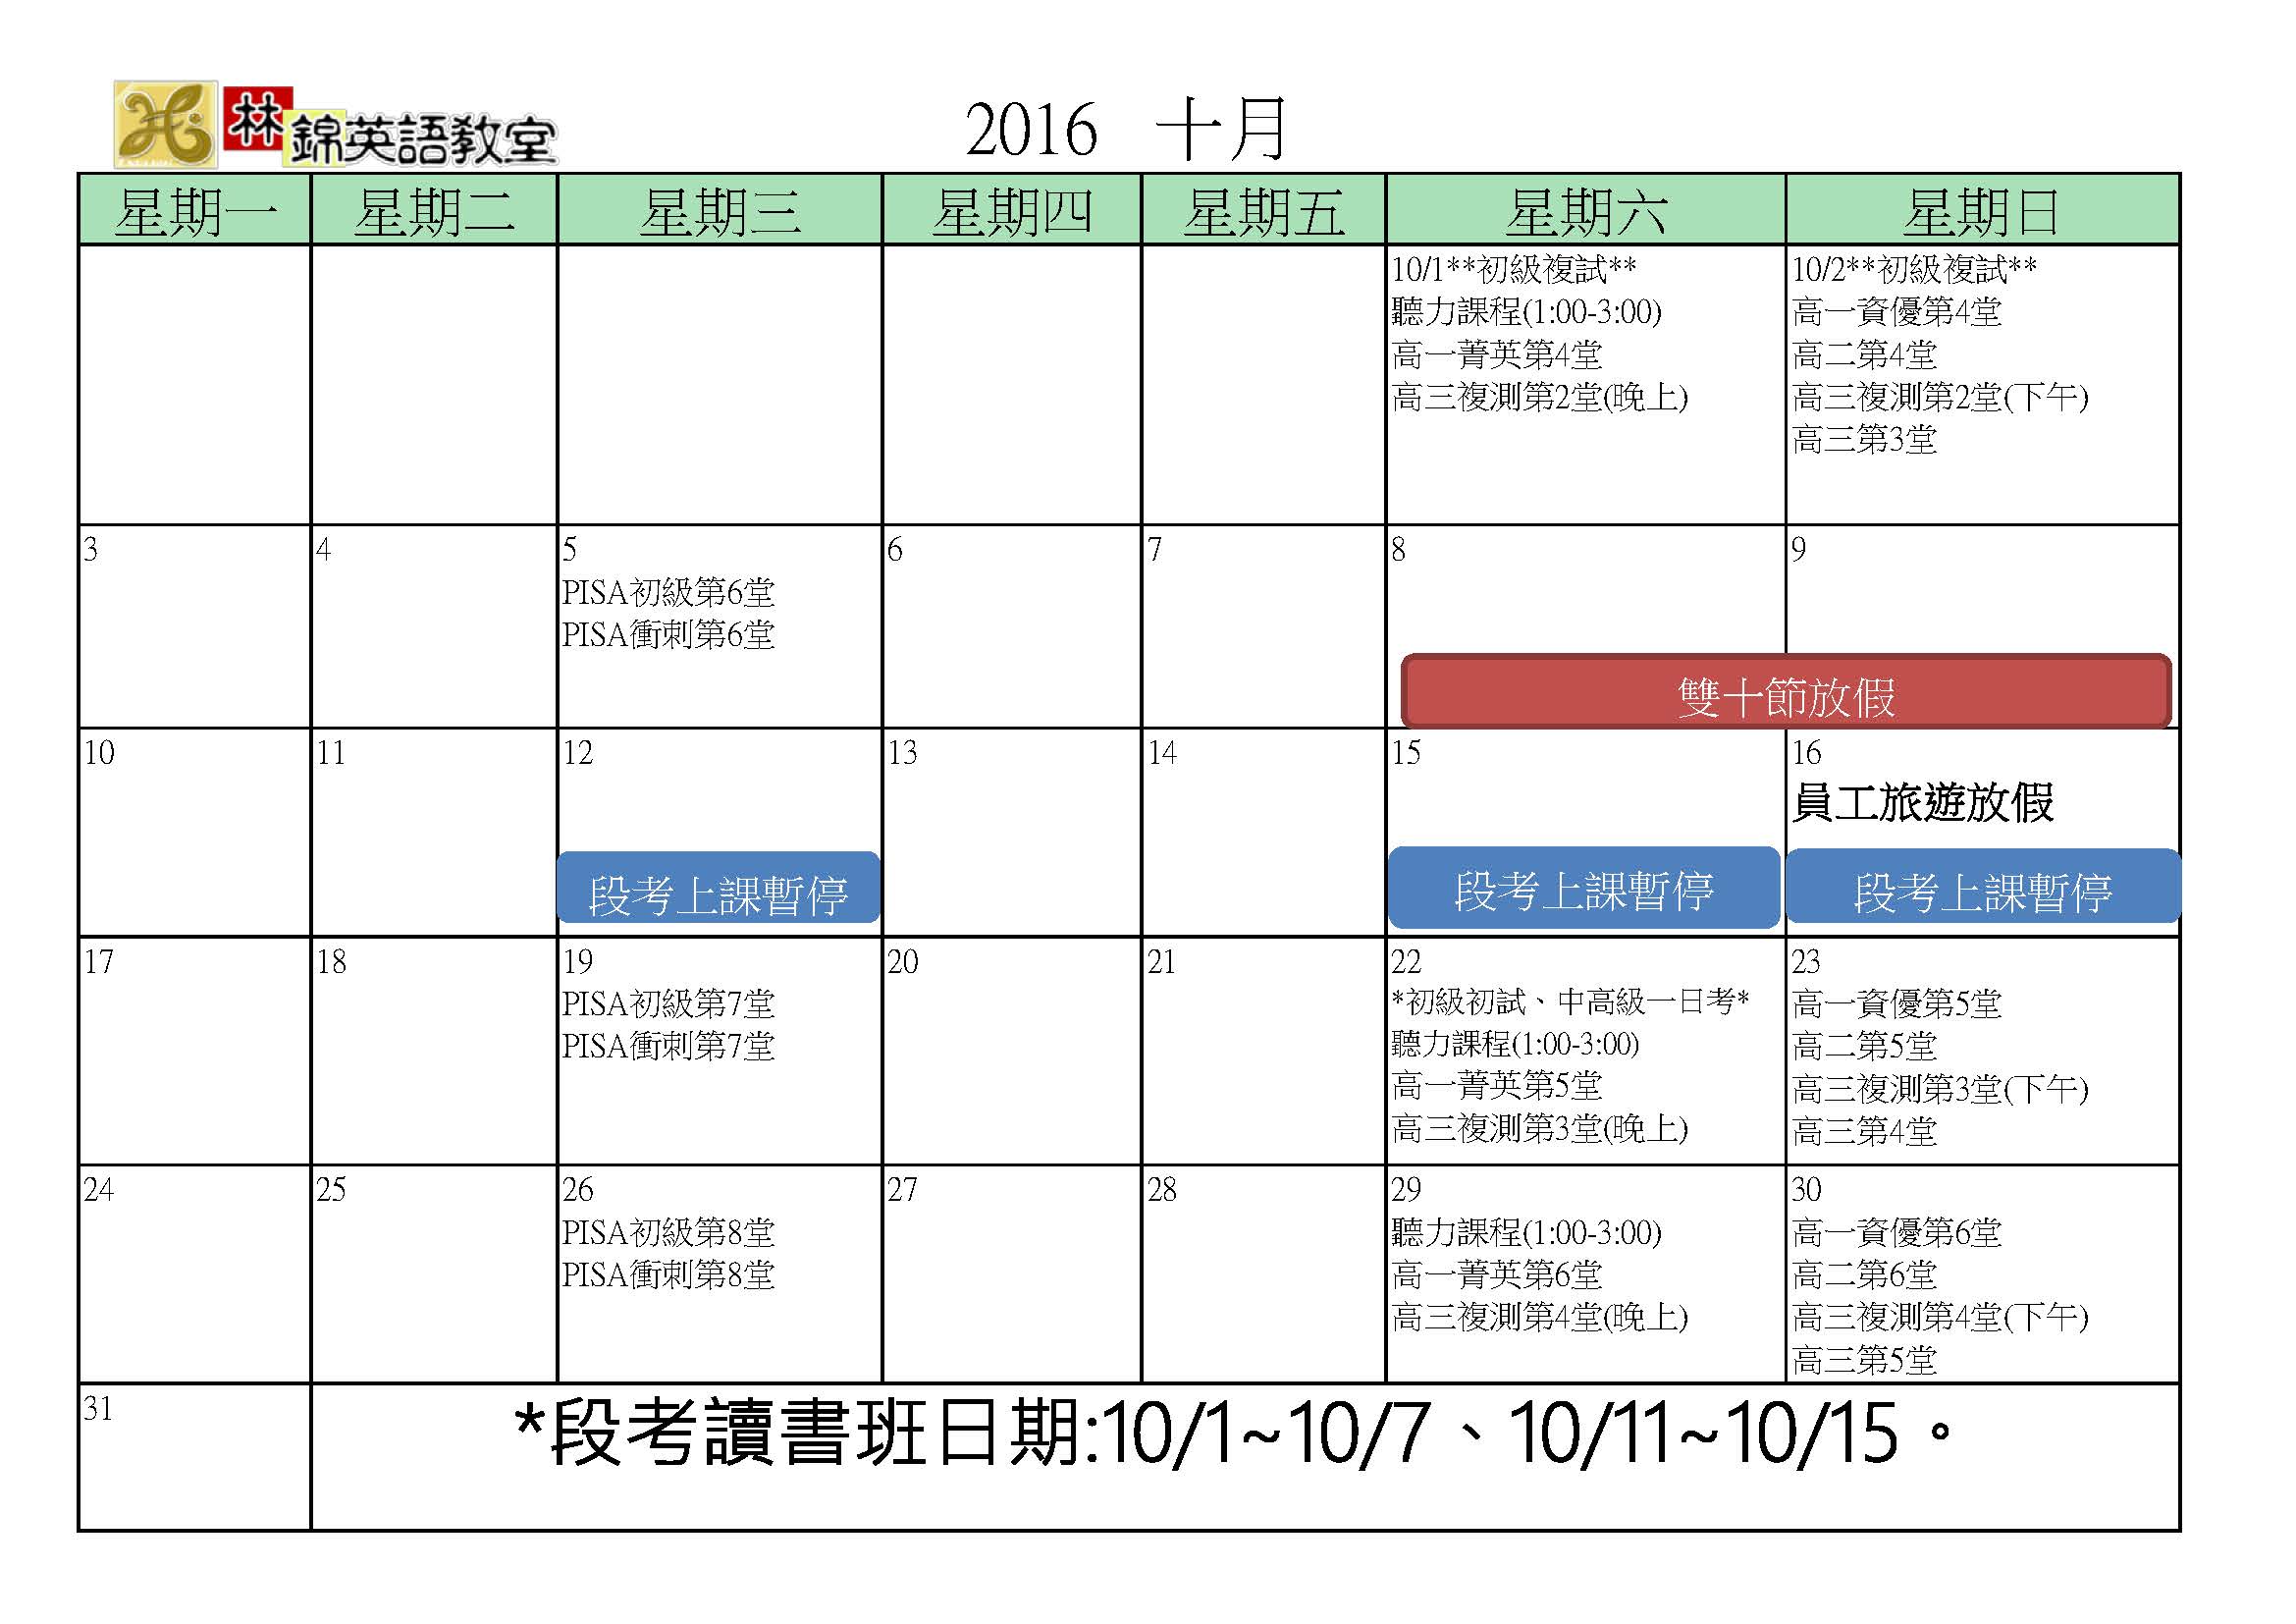 林錦英語教室
2016 十月
星期一 星期二 星期三 星期四 星期五 星期六 星期日
10/1**初級複試**
聽力課程(1:00-3:00)
高一菁英第4堂
高三複測第2堂(晚上)
10/2**初級複試**
高一資優第4堂
高二第4堂
高三複測第2堂(下午)
高三第3堂
3
4
5
PISA初級第6堂
PISA衝刺第6堂
6
7
8
9
雙十節放假
10
11
12
段考上課暫停
13
14
15
段考上課暫停
16
員工旅遊放假
段考上課暫停
17
18
19
PISA初級第7堂
PISA衝刺第7堂
20
21
22
*初級初試、中高級一日考*
聽力課程(1:00-3:00)
高一菁英第5堂
高三複測第3堂(晚上)
23
高一資優第5堂
高二第5堂
高三複測第3堂(下午)
高三第4堂
24
25
26
PISA初級第8堂
PISA衝刺第8堂
27
28
29
聽力課程(1:00-3:00)
高一菁英第6堂
高三複測第4堂(晚上)
30
高一資優第6堂
高二第6堂
高三複測第4堂(下午)
高三第5堂
31
*段考讀書班日期:10/1~10/7、10/11~10/15。